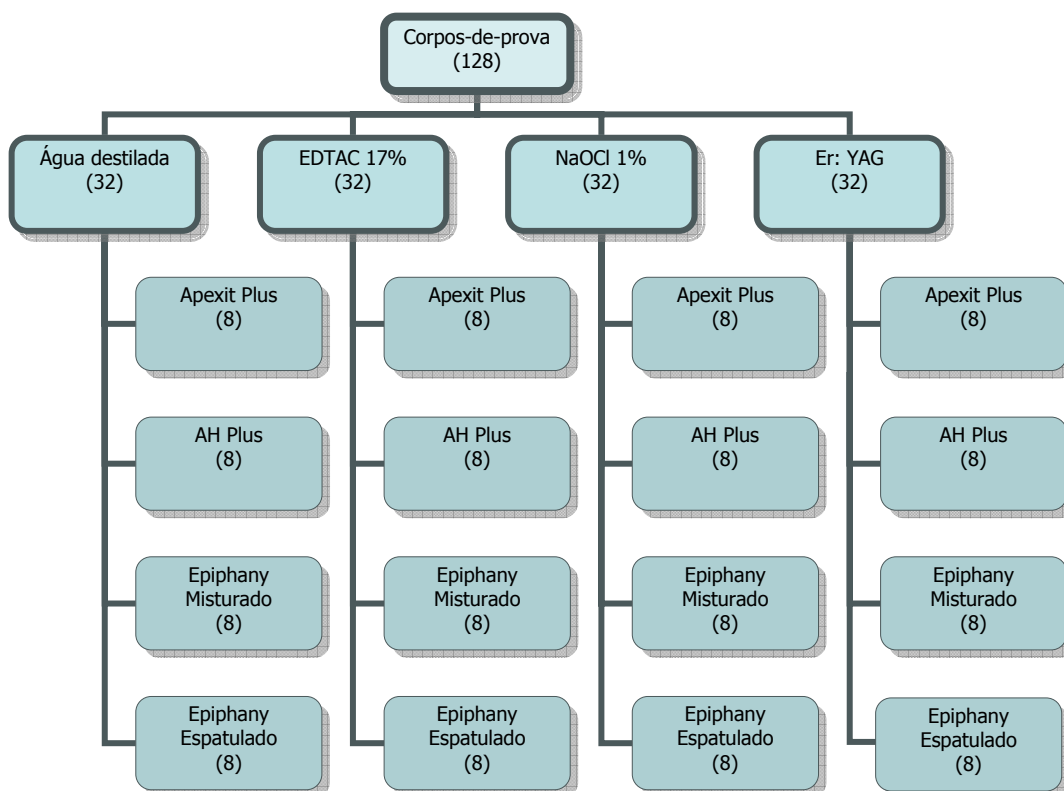 Corpos-de-prova
(128)
Água destilada
(32)
EDTAC 17%
(32)
NaOCl 1%
(32)
Er: YAG
(32)
Apexit Plus
(8)
Apexit Plus
(8)
Apexit Plus
(8)
Apexit Plus
(8)
AH Plus
(8)
AH Plus
(8)
AH Plus
(8)
AH Plus
(8)
Epiphany
Misturado
(8)
Epiphany
Misturado
(8)
Epiphany
Misturado
(8)
Epiphany
Misturado
(8)
Epiphany
Espatulado
(8)
Epiphany
Espatulado
(8)
Epiphany
Espatulado
(8)
Epiphany
Espatulado
(8)